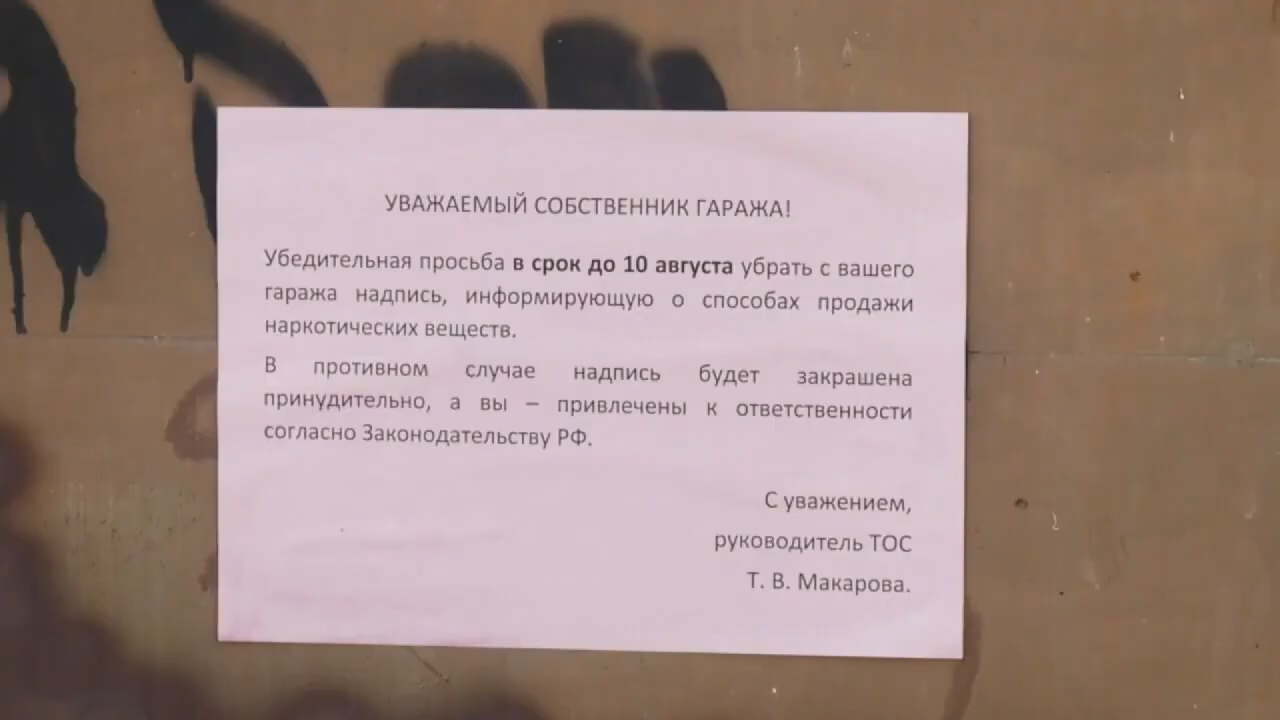 УВАЖАЕМЫЙ СОБСТВЕННИК ГАРАЖА!
Убедительная просьба в срок до 10 августа убрать с вашего
гаража надпись, информирующую о способах продажи
наркотических веществ.
В противном случае надпись будет закрашена
принудительно, а вы – привлечены к ответственности
согласно Законодательству РФ.
С уважением,
руководитель ТОС
Т. В. Макарова.